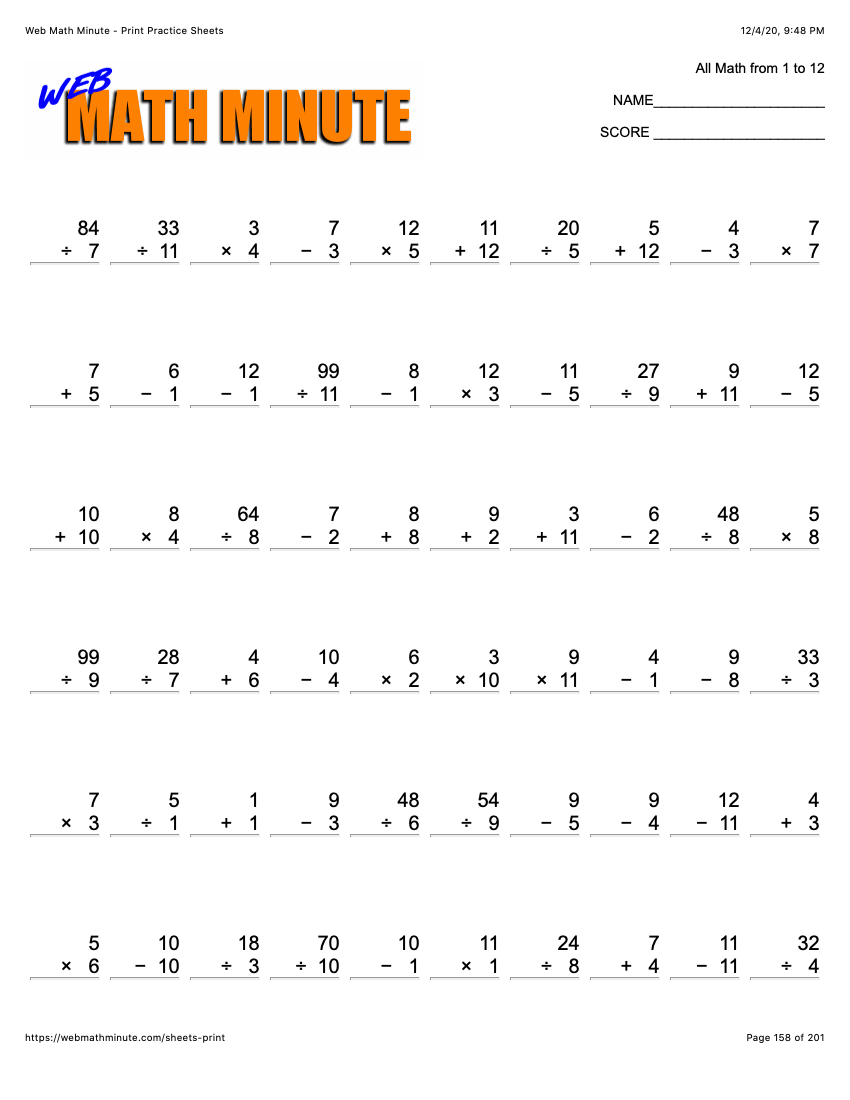 Web Math Minute - Print Practice Sheets 12/4/20, 9:48 PM
WEB
MATH MINUTE
All Math from 1 to 12
NAME______________________
SCORE ______________________
84 33 3 7 12 11 20 5 4 7
÷ 7 ÷ 11 × 4 − 3 × 5 + 12 ÷ 5 + 12 − 3 × 7
7 6 12 99 8 12 11 27 9 12
+ 5 − 1 − 1 ÷ 11 − 1 × 3 − 5 ÷ 9 + 11 − 5
10 8 64 7 8 9 3 6 48 5
+ 10 × 4 ÷ 8 − 2 + 8 + 2 + 11 − 2 ÷ 8 × 8
99 28 4 10 6 3 9 4 9 33
÷ 9 ÷ 7 + 6 − 4 × 2 × 10 × 11 − 1 − 8 ÷ 3
7 5 1 9 48 54 9 9 12 4
× 3 ÷ 1 + 1 − 3 ÷ 6 ÷ 9 − 5 − 4 − 11 + 3
5 10 18 70 10 11 24 7 11 32
× 6 − 10 ÷ 3 ÷ 10 − 1 × 1 ÷ 8 + 4 − 11 ÷ 4
https://webmathminute.com/sheets-print Page 158 of 201